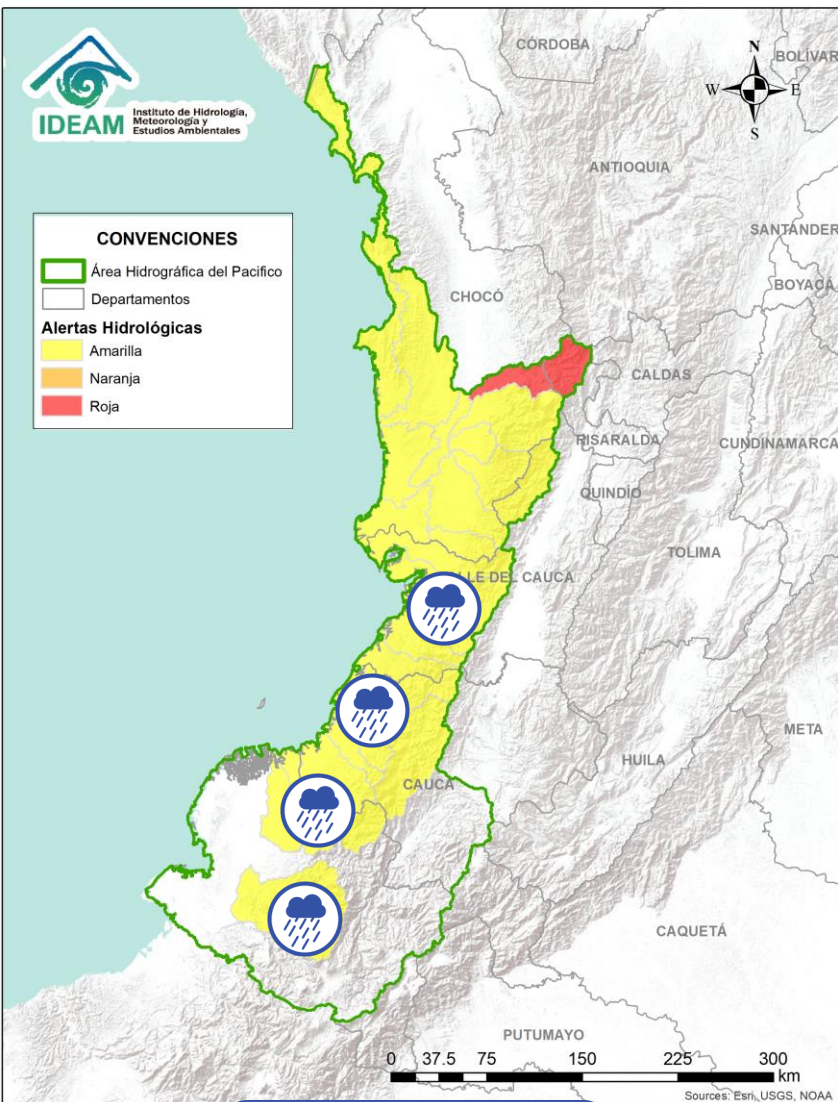 IDEAM
Instituto de Hidrología,
Meteorología y
Estudios Ambientales
CÓRDOBA
BOLÍVAR
N
W
E
S
ANTIOQUIA
SANTANDER
BOYACÁ
CONVENCIONES
Área Hidrográfica del Pacifico
Departamentos
Alertas Hidrológicas
Amarilla
Naranja
Roja
CHOCÓ
CALDAS
RISARALDA
CUNDINAMARCA
QUINDÍO
TOLIMA
LLE DEL CAUCA
META
HUILA
CAUCA
CAQUETÁ
PUTUMAYO
0 37.5 75 150 225 300
km
Sources: Esri, USGS, NOAA